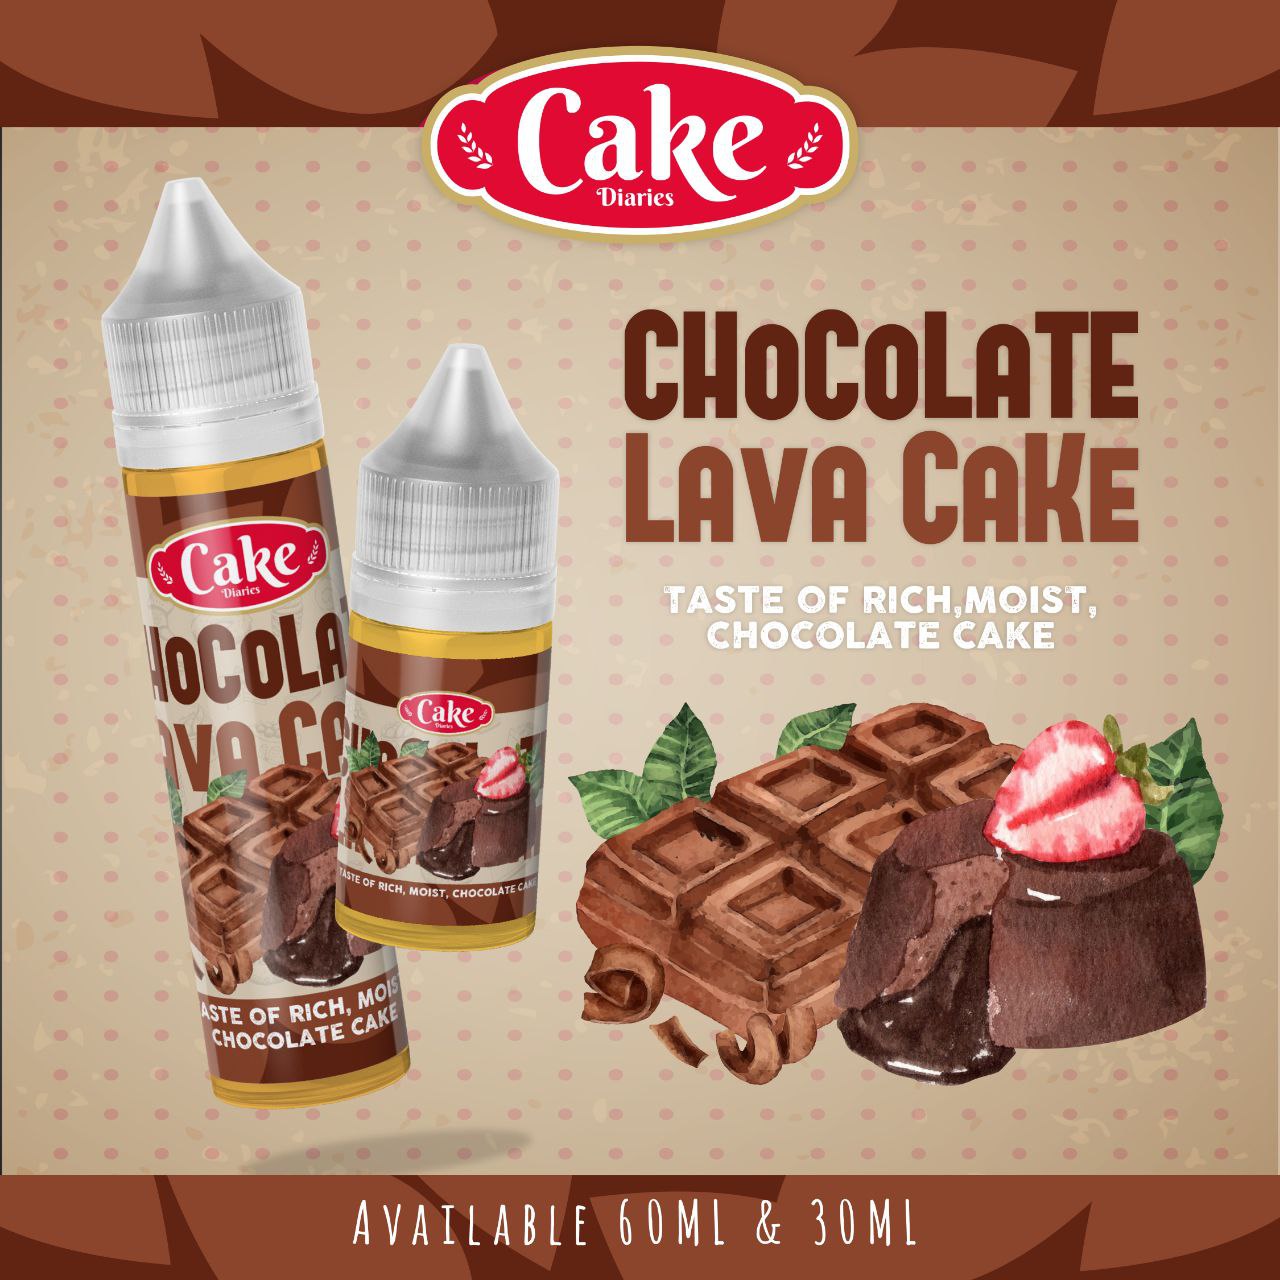 Cake
Diaries
CHOCOLATE
LAVA CAKE
TASTE OF RICH,MOIST,
CHOCOLATE CAKE
Cake
Diaries
HOCOLA
AVA CA
ASTE OF RICH, MOIS
CHOCOLATE CAKE
Cake
Diaries
TASTE OF RICH, MOIST, CHOCOLATE CAKE
AVAILABLE 60ML & 30ML